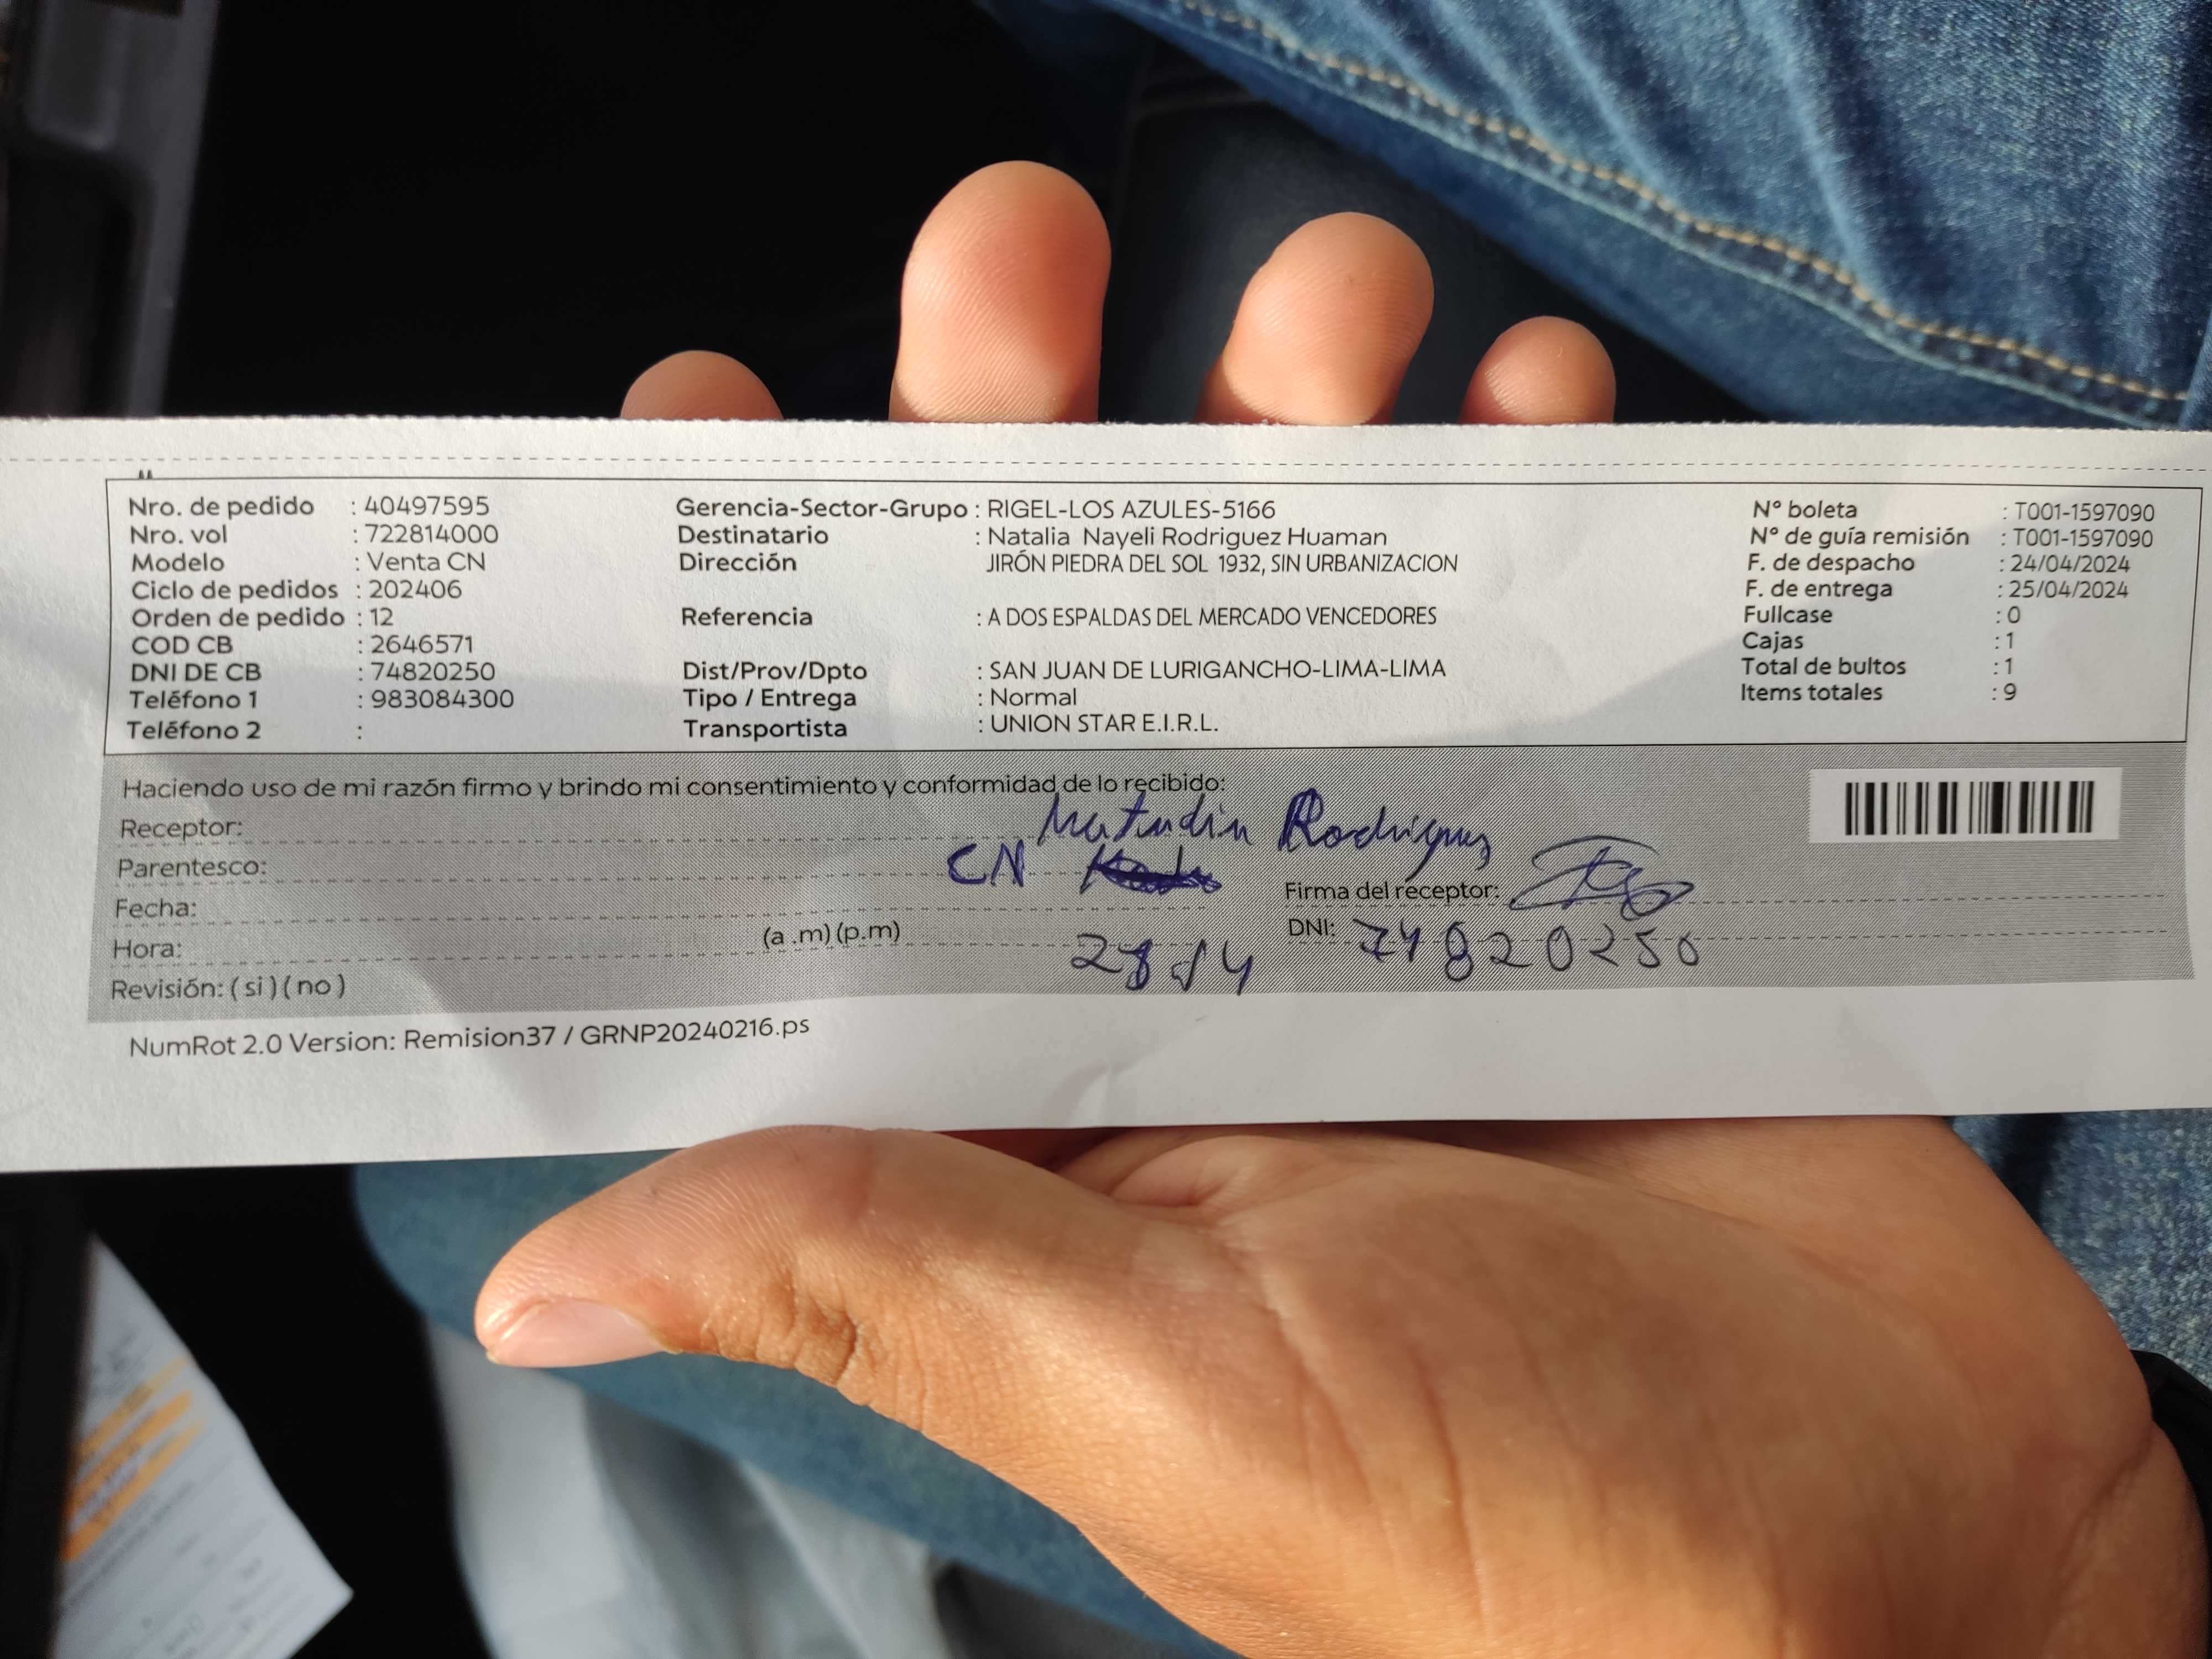 Nro. de pedido : 40497595
Nro. vol : 722814000
Modelo : Venta CN
Ciclo de pedidos : 202406
Orden de pedido : 12
COD CB : 2646571
DNI DE CB : 74820250
Teléfono 1 : 983084300
Teléfono 2 :
Gerencia-Sector-Grupo : RIGEL-LOS AZULES-5166
Destinatario : Natalia Nayeli Rodriguez Huaman
Dirección JIRÓN PIEDRA DEL SOL 1932, SIN URBANIZACION
Referencia : A DOS ESPALDAS DEL MERCADO VENCEDORES
Dist/Prov/Dpto : SAN JUAN DE LURIGANCHO-LIMA-LIMA
Tipo / Entrega : Normal
Transportista : UNION STAR E.I.R.L.
N° boleta : T001-1597090
N° de guía remisión : T001-1597090
F. de despacho : 24/04/2024
F. de entrega : 25/04/2024
Fullcase : 0
Cajas : 1
Total de bultos : 1
Items totales : 9
Haciendo uso de mi razón firmo y brindo mi consentimiento y conformidad de lo recibido:
Receptor: Rodriguez
Parentesco: CN
Fecha:
Hora: (a .m) (p.m)
Revisión: ( si ) ( no )
Firma del receptor:
DNI: 74820250
NumRot 2.0 Version: Remision37 / GRNP20240216.ps